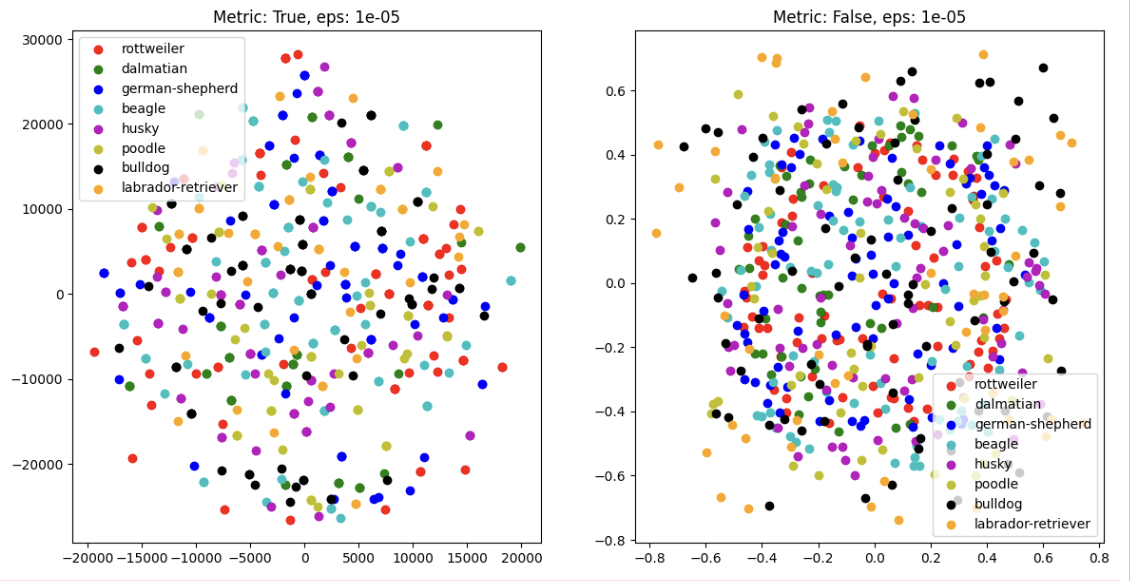 Metric: True, eps: 1e-05
30000
20000
10000
0
−10000
−20000
−20000 −15000 −10000 −5000 0 5000 10000 15000 20000
rottweiler
dalmatian
german-shepherd
beagle
husky
poodle
bulldog
labrador-retriever
Metric: False, eps: 1e-05
0.6
0.4
0.2
0.0
−0.2
−0.4
−0.6
−0.8
−0.8 −0.6 −0.4 −0.2 0.0 0.2 0.4 0.6 0.8
rottweiler
dalmatian
german-shepherd
beagle
husky
poodle
bulldog
labrador-retriever